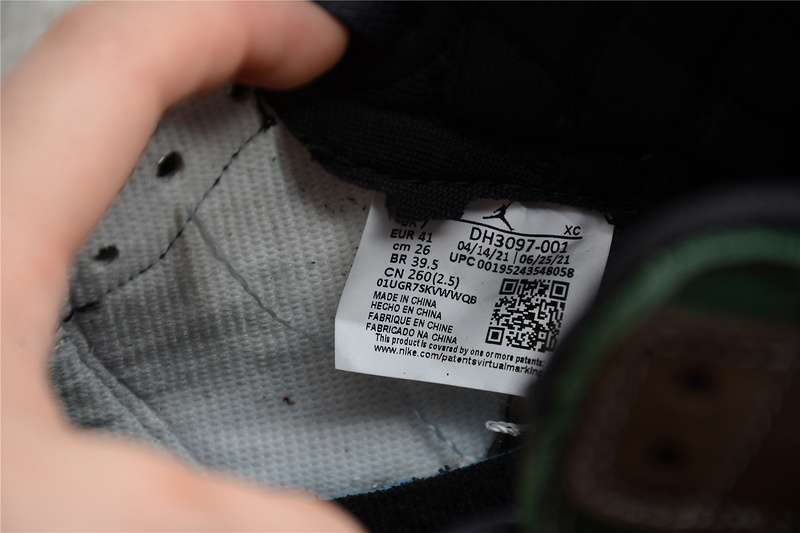 XC
EUR 41
DH3097-001
cm 26
04/14/21 | 06/25/21
BR 39.5
UPC 00195243548058
CN 260(2.5)
01UGR7SKVWWQB
MADE IN CHINA
HECHO EN CHINA
FABRIQUE EN CHINE
FABRICADO NA CHINA
This product is covered by one or more patents.
www.nike.com/patentsvirtualmarking